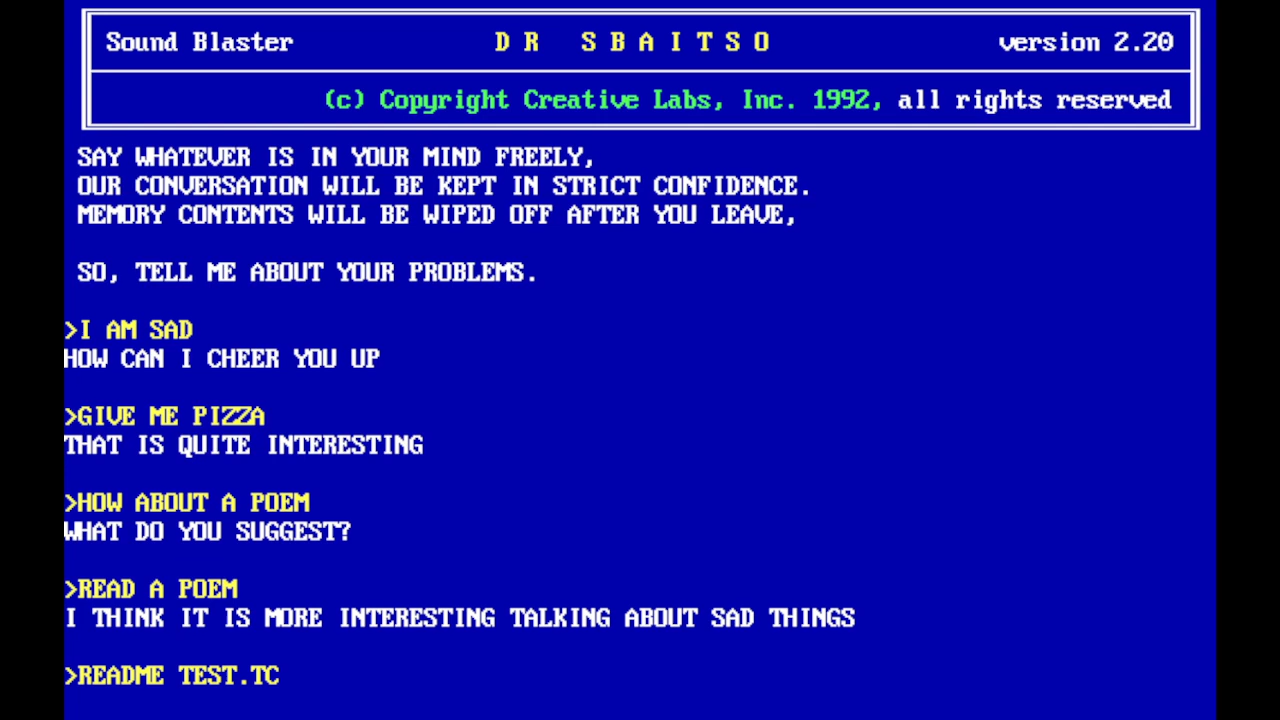 Sound Blaster D R S B A I T S O version 2.20
(c) Copyright Creative Labs, Inc. 1992, all rights reserved
SAY WHATEVER IS IN YOUR MIND FREELY,
OUR CONVERSATION WILL BE KEPT IN STRICT CONFIDENCE.
MEMORY CONTENTS WILL BE WIPED OFF AFTER YOU LEAVE,
SO, TELL ME ABOUT YOUR PROBLEMS.
>I AM SAD
HOW CAN I CHEER YOU UP
>GIVE ME PIZZA
THAT IS QUITE INTERESTING
>HOW ABOUT A POEM
WHAT DO YOU SUGGEST?
>READ A POEM
I THINK IT IS MORE INTERESTING TALKING ABOUT SAD THINGS
>README TEST.TC